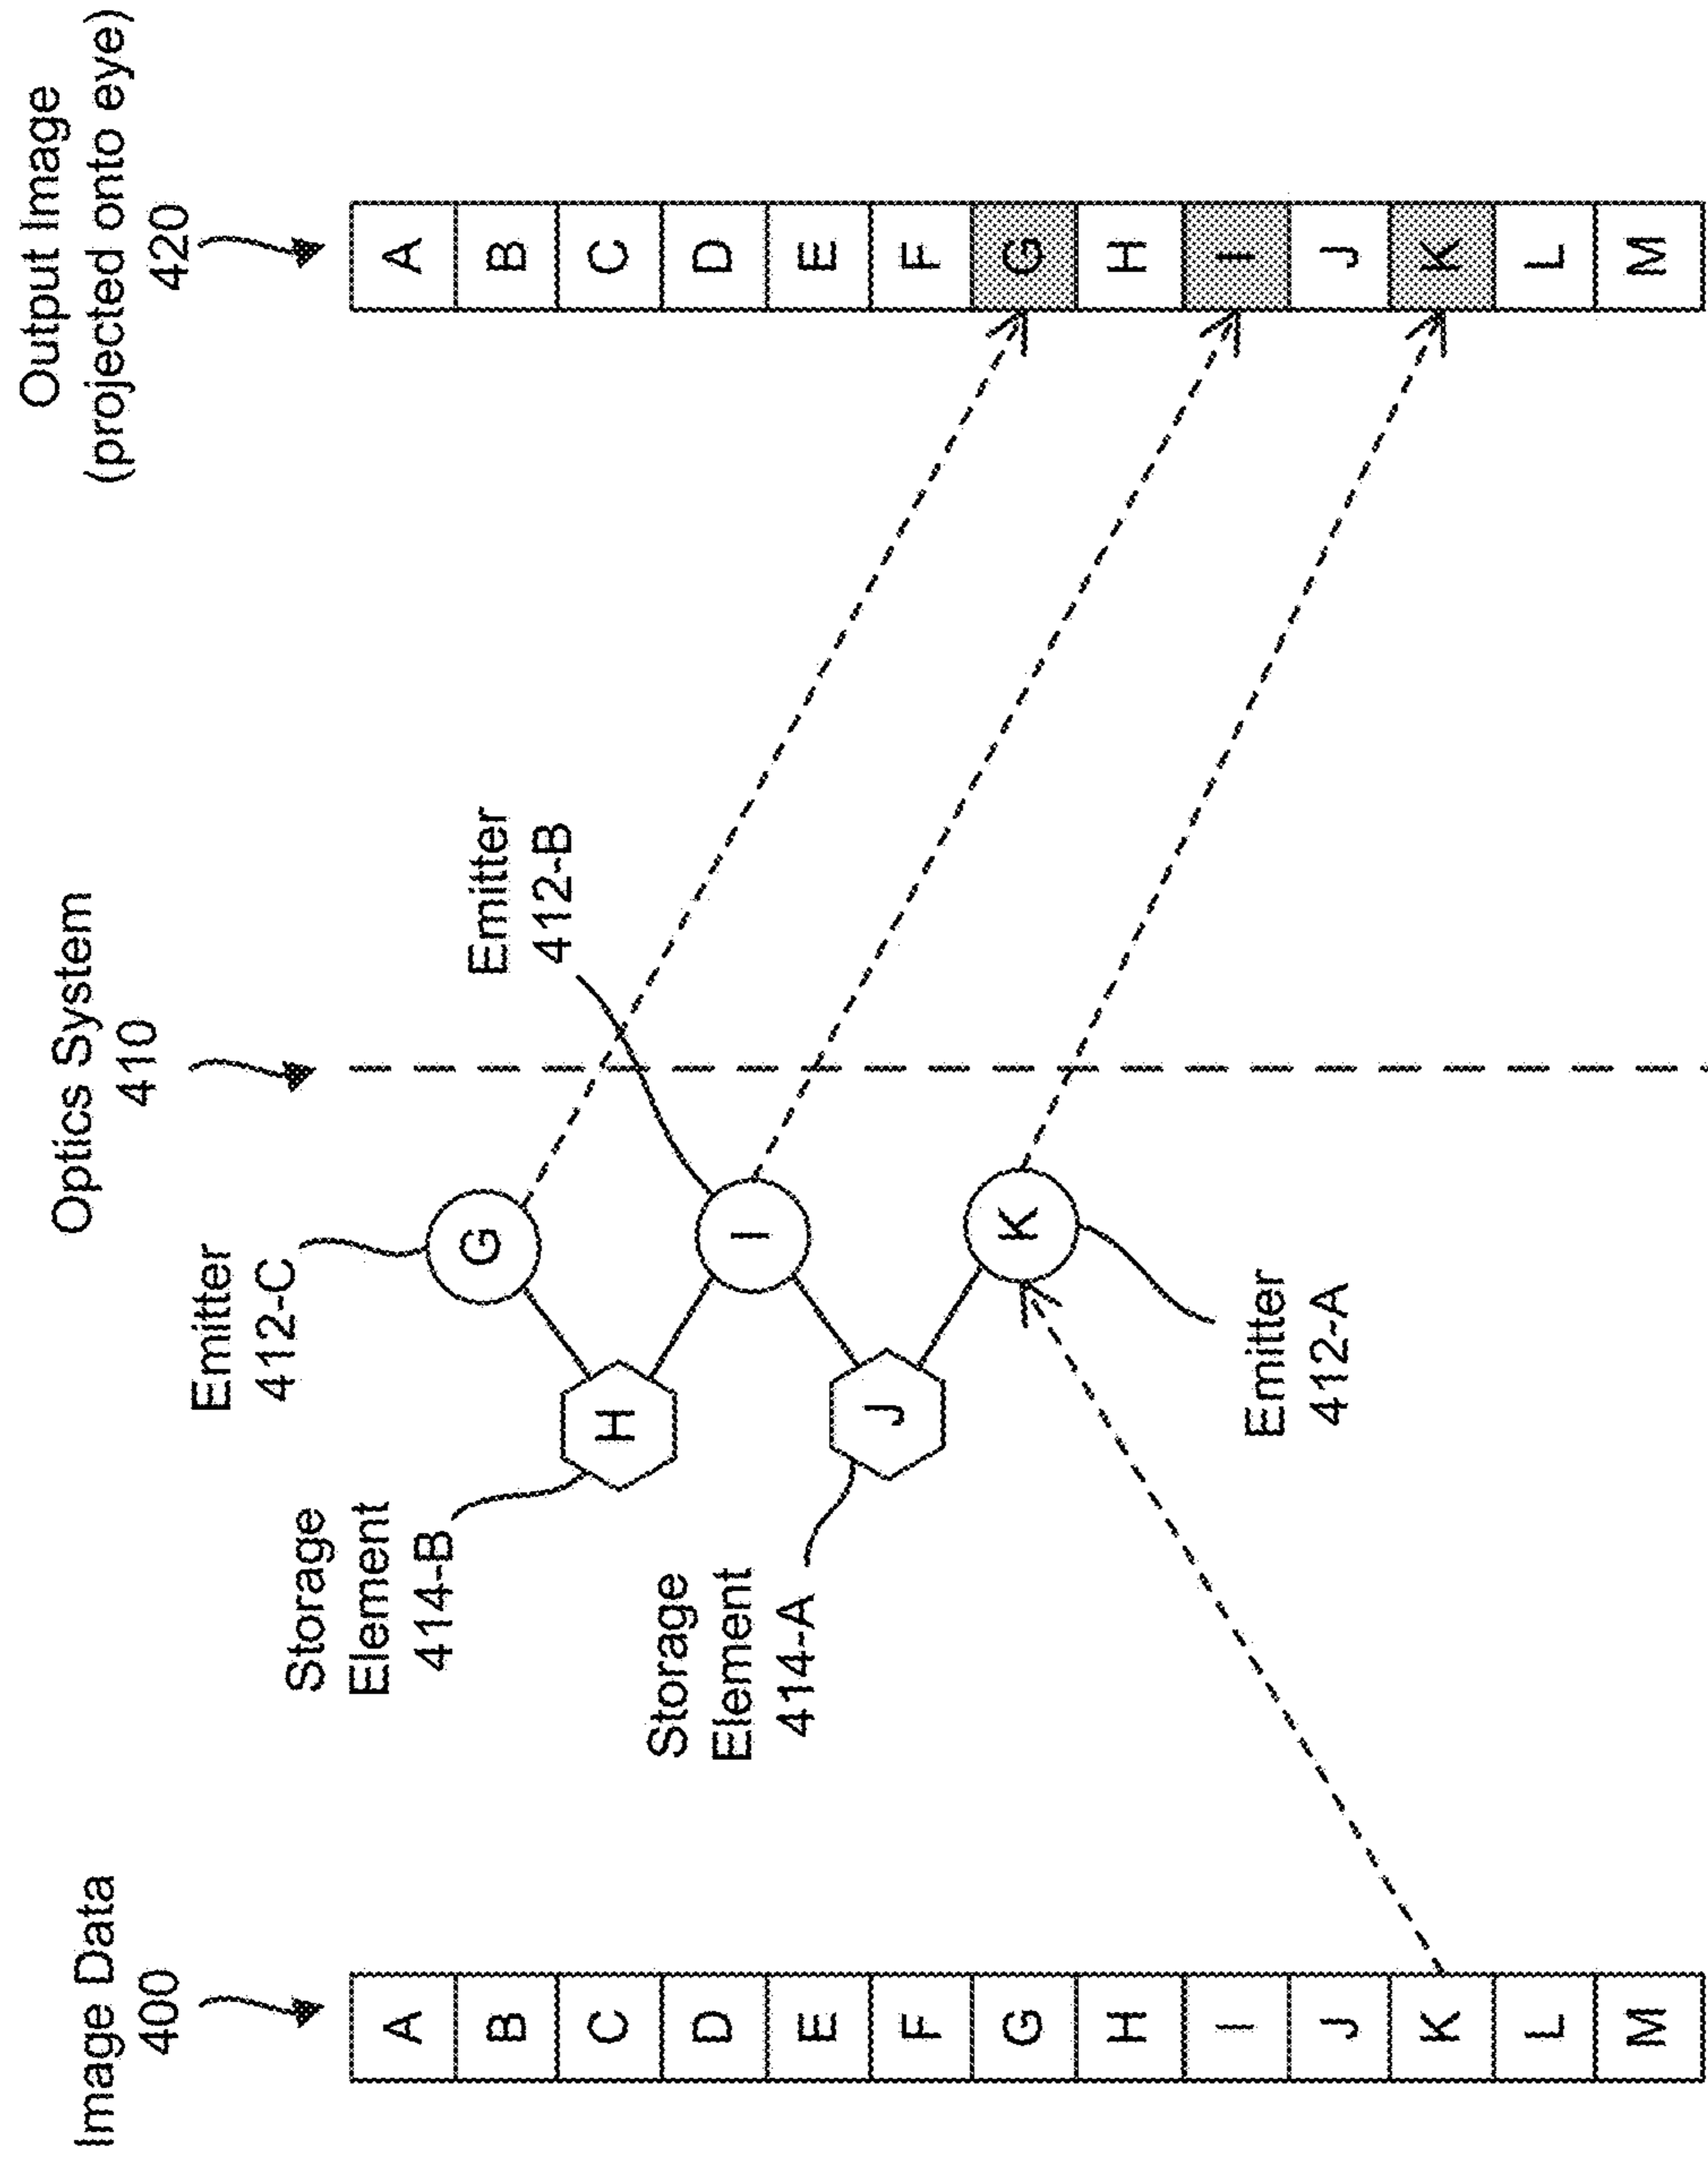 Image Data
400
A
B
C
D
E
F
G
H
I
J
K
L
M
Optics System
410
Emitter
412-C
G
Storage
Element
414-B
H
Emitter
412-B
I
Storage
Element
414-A
J
K
Emitter
412-A
Output Image
(projected onto eye)
420
A
B
C
D
E
F
G
H
I
J
K
L
M